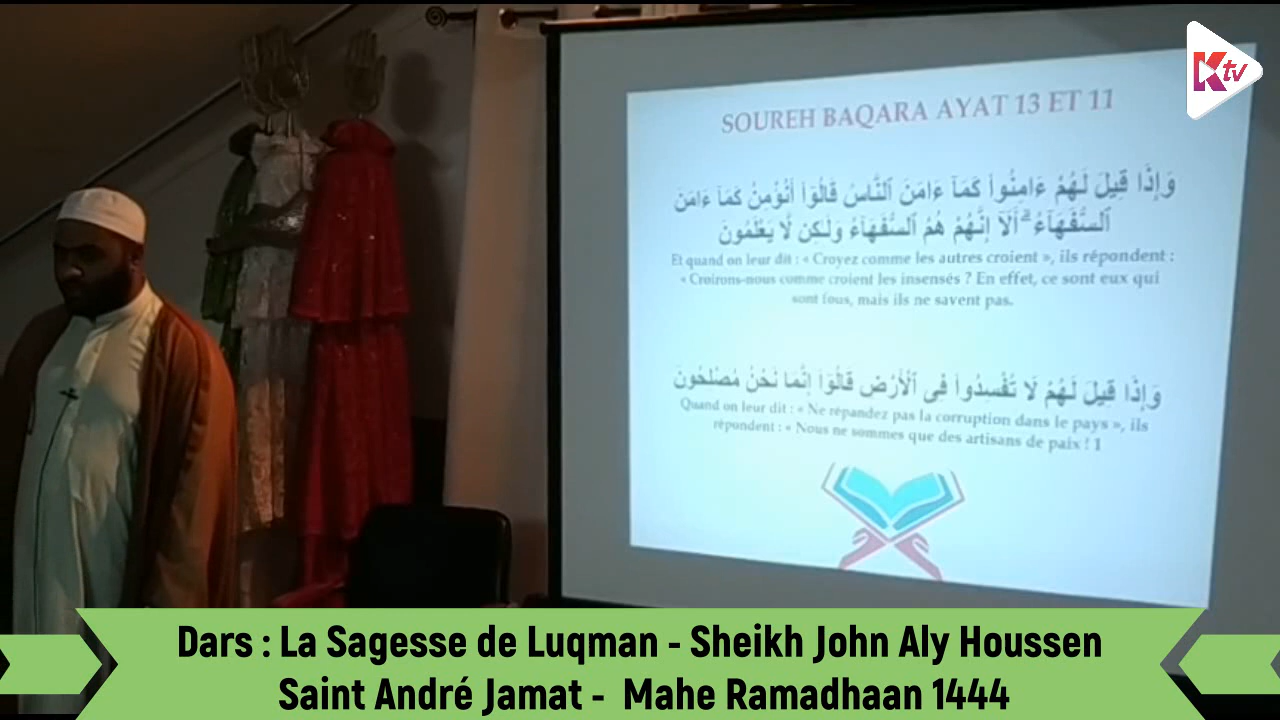 Ktv
SOUREH BAQARA AYAT 13 ET 11
وَإِذَا قِيلَ لَهُمْ ءَامِنُوا۟ كَمَآ ءَامَنَ ٱلنَّاسُ قَالُوٓا۟ أَنُؤْمِنُ كَمَآ ءَامَنَ
ٱلسُّفَهَآءُ ۗ أَلَآ إِنَّهُمْ هُمُ ٱلسُّفَهَآءُ وَلَـٰكِن لَّا يَعْلَمُونَ
Et quand on leur dit : « Croyez comme les autres croient », ils répondent :
« Croirons-nous comme croient les insensés ? En effet, ce sont eux qui
sont fous, mais ils ne savent pas.
وَإِذَا قِيلَ لَهُمْ لَا تُفْسِدُوا۟ فِى ٱلْأَرْضِ قَالُوٓا۟ إِنَّمَا نَحْنُ مُصْلِحُونَ
Quand on leur dit : « Ne répandez pas la corruption dans le pays », ils
répondent : « Nous ne sommes que des artisans de paix ! 1
Dars : La Sagesse de Luqman - Sheikh John Aly Houssen
Saint André Jamat - Mahe Ramadhaan 1444